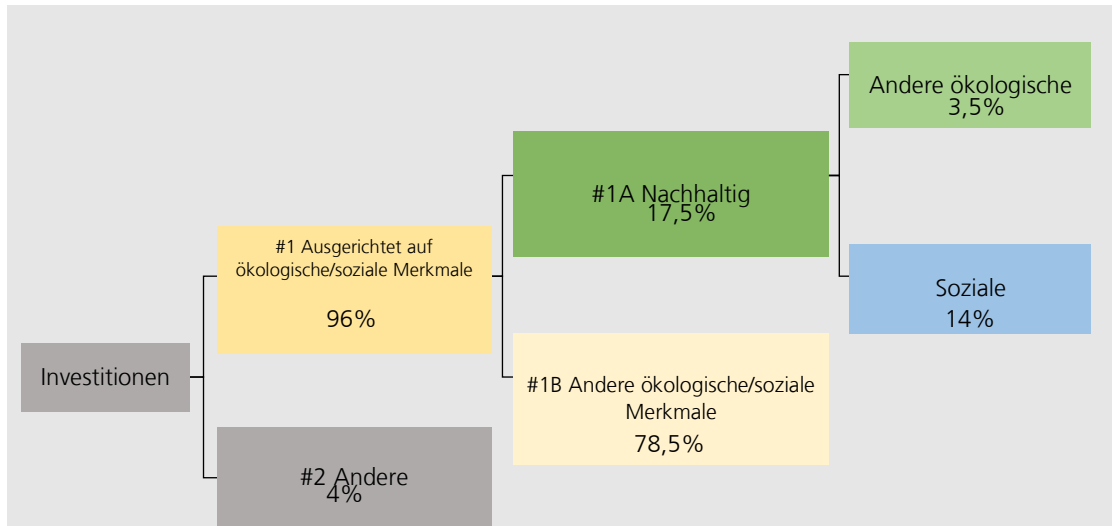 Investitionen
#1 Ausgerichtet auf
ökologische/soziale Merkmale
96%
#2 Andere
4%
#1A Nachhaltig
17,5%
#1B Andere ökologische/soziale
Merkmale
78,5%
Andere ökologische
3,5%
Soziale
14%